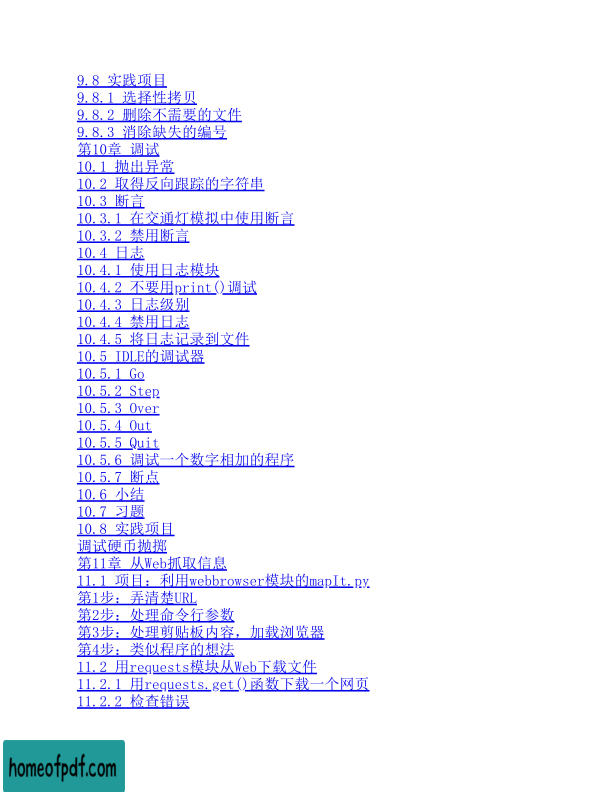 9.8 实践项目
9.8.1 选择性拷贝
9.8.2 删除不需要的文件
9.8.3 消除缺失的编号
第10章 调试
10.1 抛出异常
10.2 取得反向跟踪的字符串
10.3 断言
10.3.1 在交通灯模拟中使用断言
10.3.2 禁用断言
10.4 日志
10.4.1 使用日志模块
10.4.2 不要用print()调试
10.4.3 日志级别
10.4.4 禁用日志
10.4.5 将日志记录到文件
10.5 IDLE的调试器
10.5.1 Go
10.5.2 Step
10.5.3 Over
10.5.4 Out
10.5.5 Quit
10.5.6 调试一个数字相加的程序
10.5.7 断点
10.6 小结
10.7 习题
10.8 实践项目
调试硬币抛掷
第11章 从Web抓取信息
11.1 项目：利用webbrowser模块的mapIt.py
第1步：弄清楚URL
第2步：处理命令行参数
第3步：处理剪贴板内容，加载浏览器
第4步：类似程序的想法
11.2 用requests模块从Web下载文件
11.2.1 用requests.get()函数下载一个网页
11.2.2 检查错误
homeofpdf.com